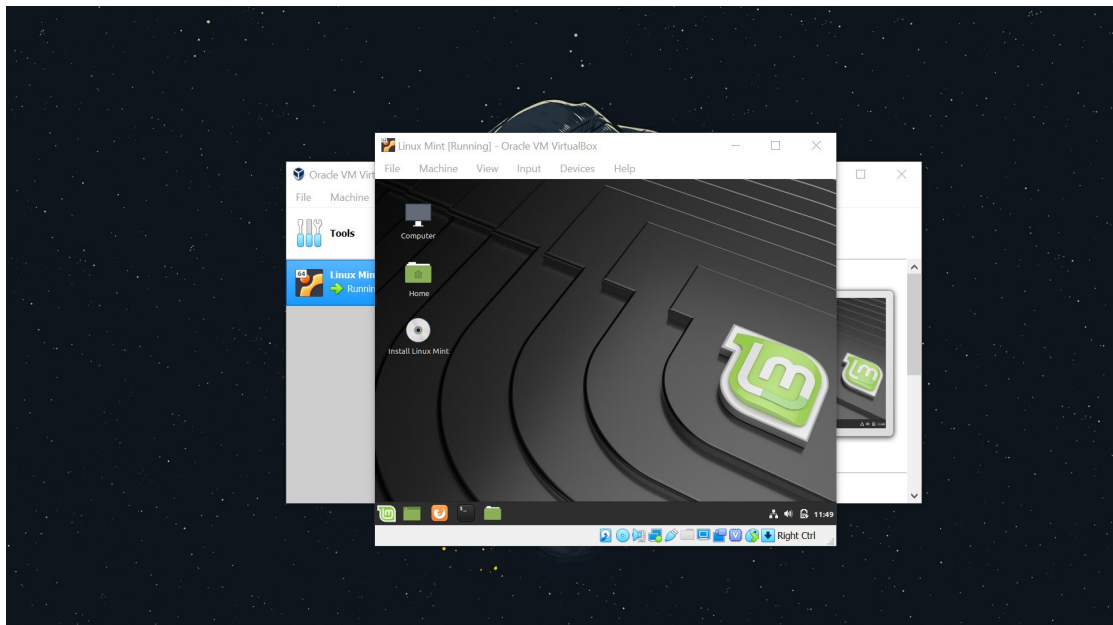 Linux Mint [Running] - Oracle VM VirtualBox
File Machine View Input Devices Help
Oracle VM Virt
File Machine
Tools
64
Linux Min
Runnin
Computer
Home
Install Linux Mint
11:49
Right Ctrl